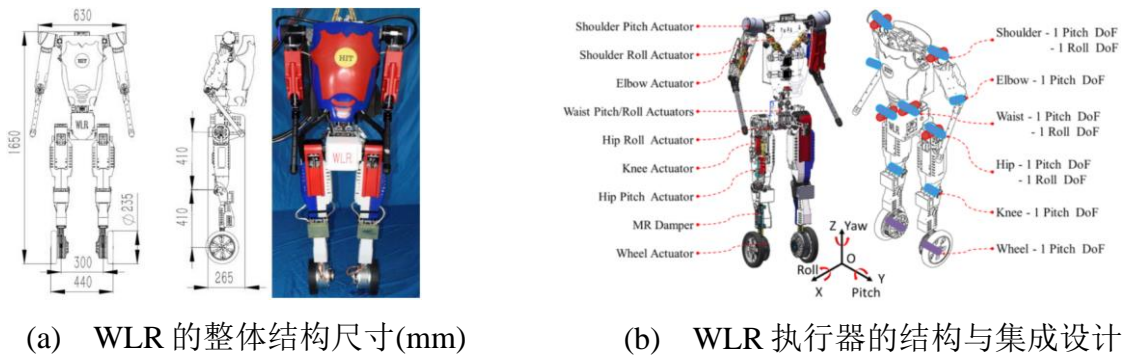 630
1650
HIT
WLR
300
440
410
410
Ø235
265
HIT
WLR
Shoulder Pitch Actuator
Shoulder Roll Actuator
Elbow Actuator
Waist Pitch/Roll Actuators
Hip Roll Actuator
Knee Actuator
Hip Pitch Actuator
MR Damper
Wheel Actuator
Z Yaw
O
Roll
X
Y
Pitch
WLR
Shoulder - 1 Pitch DoF
- 1 Roll DoF
Elbow - 1 Pitch DoF
Waist - 1 Pitch DoF
- 1 Roll DoF
Hip - 1 Pitch DoF
- 1 Roll DoF
Knee - 1 Pitch DoF
Wheel - 1 Pitch DoF
(a) WLR 的整体结构尺寸(mm)
(b) WLR 执行器的结构与集成设计